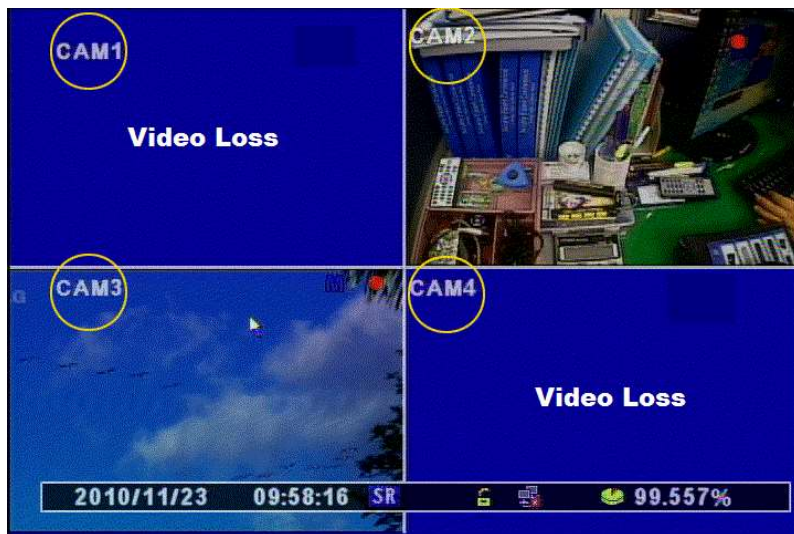 CAM1
Video Loss
CAM2
CAM3
M
CAM4
Video Loss
2010/11/23 09:58:16 SR 99.557%